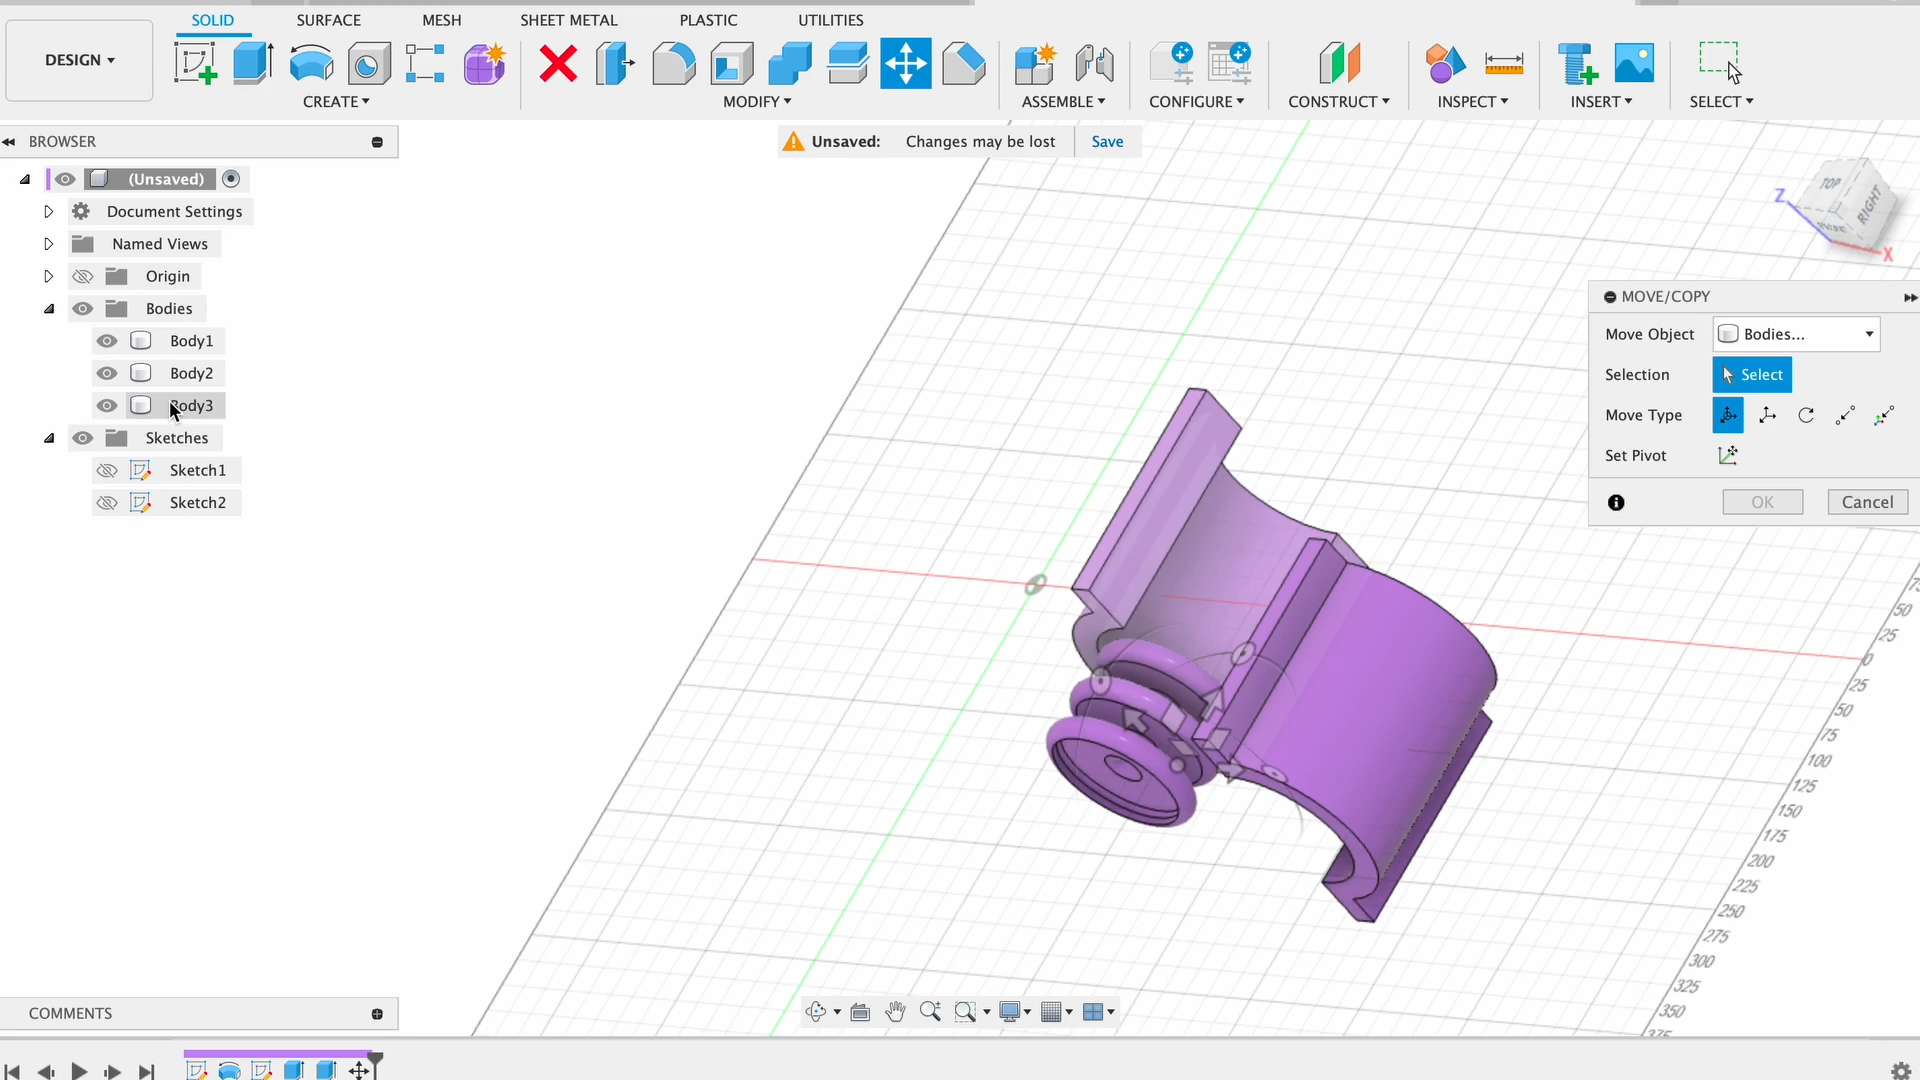 SOLID SURFACE MESH SHEET METAL PLASTIC UTILITIES
DESIGN
CREATE MODIFY ASSEMBLE CONFIGURE CONSTRUCT INSPECT INSERT SELECT
BROWSER
Unsaved: Changes may be lost Save
(Unsaved)
Document Settings
Named Views
Origin
Bodies
Body1
Body2
Body3
Sketches
Sketch1
Sketch2
TOP
RIGHT
FRONT
Z
X
MOVE/COPY
Move Object Bodies...
Selection Select
Move Type
Set Pivot
OK Cancel
75
50
25
0
25
50
75
100
125
150
175
200
225
250
275
300
325
350
375
COMMENTS